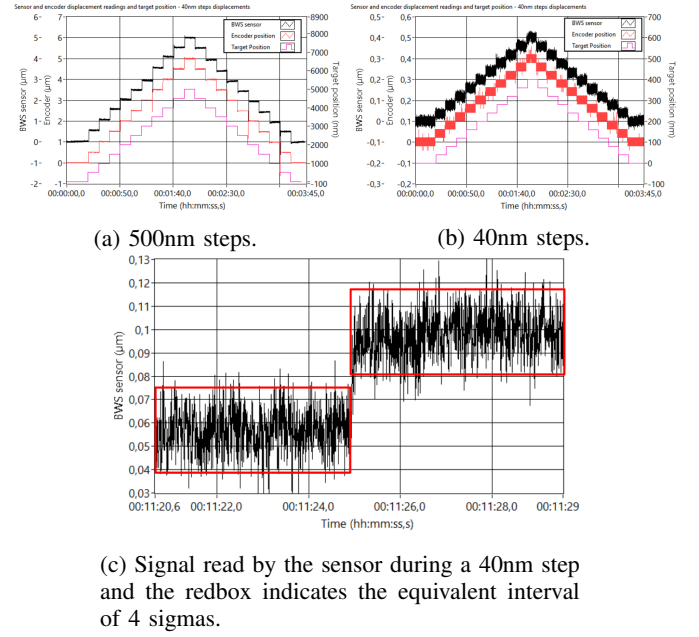 Sensor and encoder displacement readings and target position - 40nm steps displacements
BWS sensor
Encoder position
Target Position
BWS sensor (µm)
Encoder (µm)
6- 6
5- 5
4- 4
3- 3
2- 2
1- 1
0- 0
-1- -1
-2- -2
8900
8000
7000
6000
5000
4000
3000
2000
1000
-100
Target position (nm)
00:00:00,0 00:00:50,0 00:01:40,0 00:02:30,0 00:03:45,0
Time (hh:mm:ss,s)
(a) 500nm steps.
Sensor and encoder displacement readings and target position - 40nm steps displacements
BWS sensor
Encoder position
Target Position
BWS sensor (µm)
Encoder (µm)
0,6- 0,6
0,5- 0,5
0,4- 0,4
0,3- 0,3
0,2- 0,2
0,1- 0,1
0- 0
-0,1- -0,1
0,3- -0,2
700
600
500
400
300
200
100
0
-100
Target position (nm)
00:00:00,0 00:00:50,0 00:01:40,0 00:02:30,0 00:03:45,0
Time (hh:mm:ss,s)
(b) 40nm steps.
BWS sensor (µm)
0,13
0,12
0,11
0,1
0,09
0,08
0,07
0,06
0,05
0,04
0,03
00:11:20,6 00:11:22,0 00:11:24,0 00:11:26,0 00:11:28,0 00:11:29
Time (hh:mm:ss,s)
(c) Signal read by the sensor during a 40nm step
and the redbox indicates the equivalent interval
of 4 sigmas.